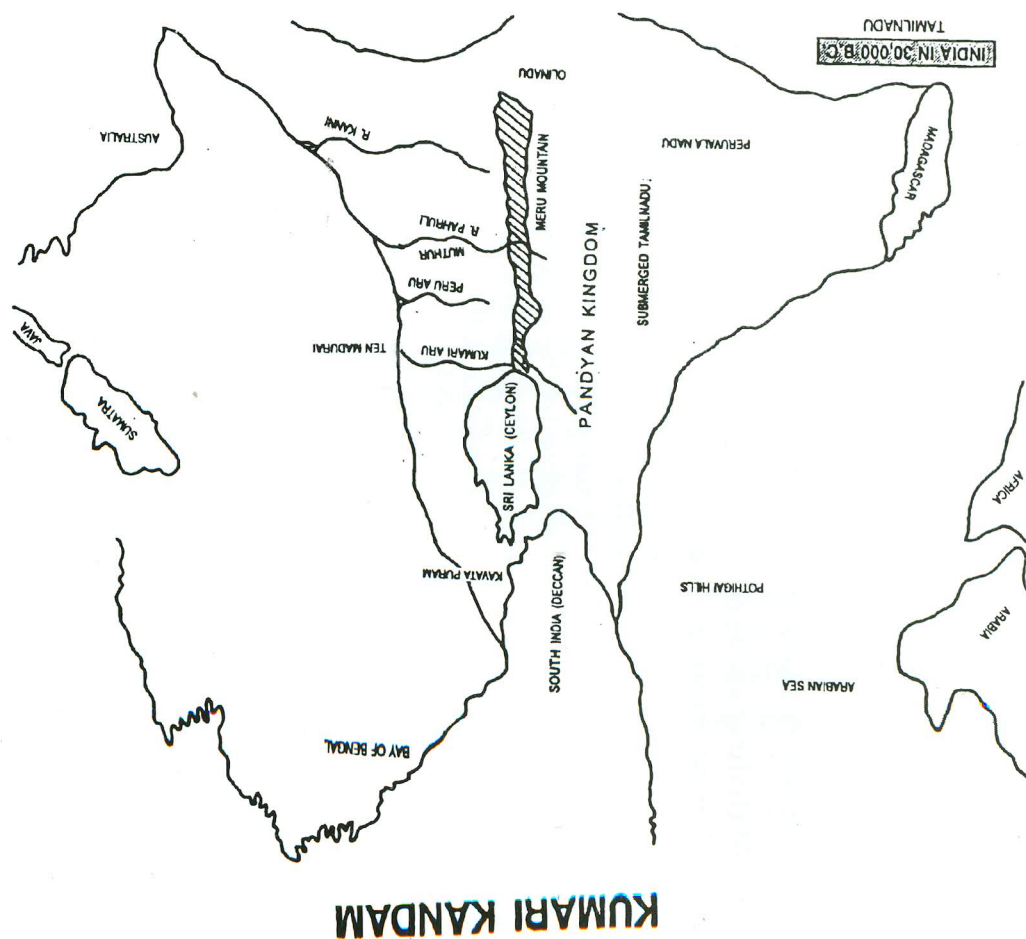 KUMARI KANDAM
BAY OF BENGAL
ARABIAN SEA
ARABIA
SOUTH INDIA (DECCAN)
POTHIGAI HILLS
KAVATA PURAM
AFRICA
SRI LANKA (CEYLON)
SUMATRA
JAVA
TEN MADURAI
KUMARI ARU
PERU ARU
MUTHUR
R. PAHRULI
PANDYAN KINGDOM
SUBMERGED TAMILNADU
MERU MOUNTAIN
AUSTRALIA
R. KANNI
PERUVALA NADU
MADAGASCAR
OLINADU
INDIA IN 30,000 B.C.
TAMILNADU